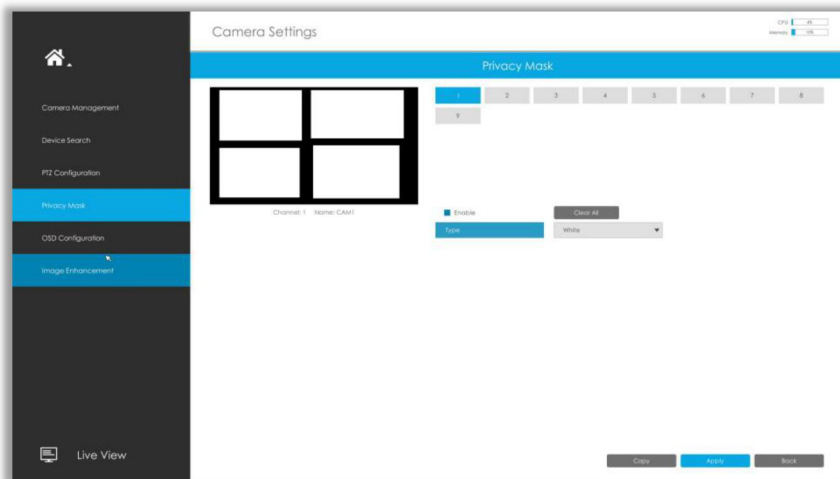 Camera Settings
CPU 4%
Memory 10%
Privacy Mask
1 2 3 4 5 6 7 8
9
Camera Management
Device Search
PTZ Configuration
Privacy Mask
OSD Configuration
Image Enhancement
Channel: 1 Name: CAM1
Enable Clear All
Type White
Live View
Copy Apply Back